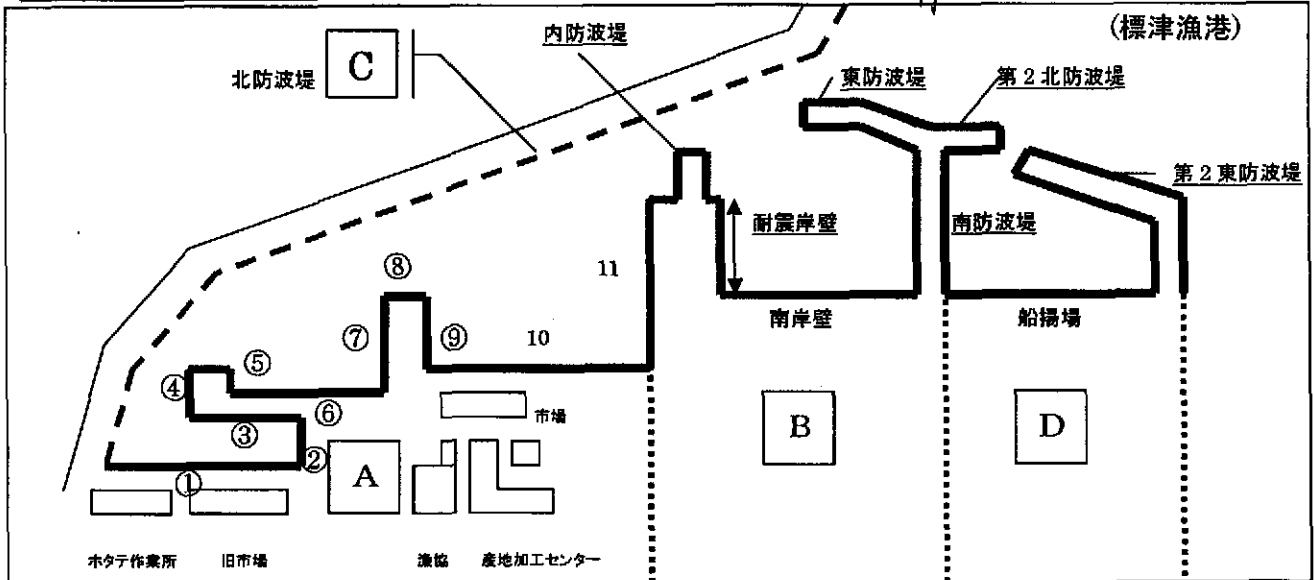 (標津漁港)
内防波堤
北防波堤
C
東防波堤
第2北防波堤
第2東防波堤
耐震岸壁
南防波堤
⑧
11
南岸壁
船揚場
⑦
⑨
10
⑤
④
⑥
市場
③
②
A
B
D
①
ホタテ作業所
旧市場
漁協
産地加工センター